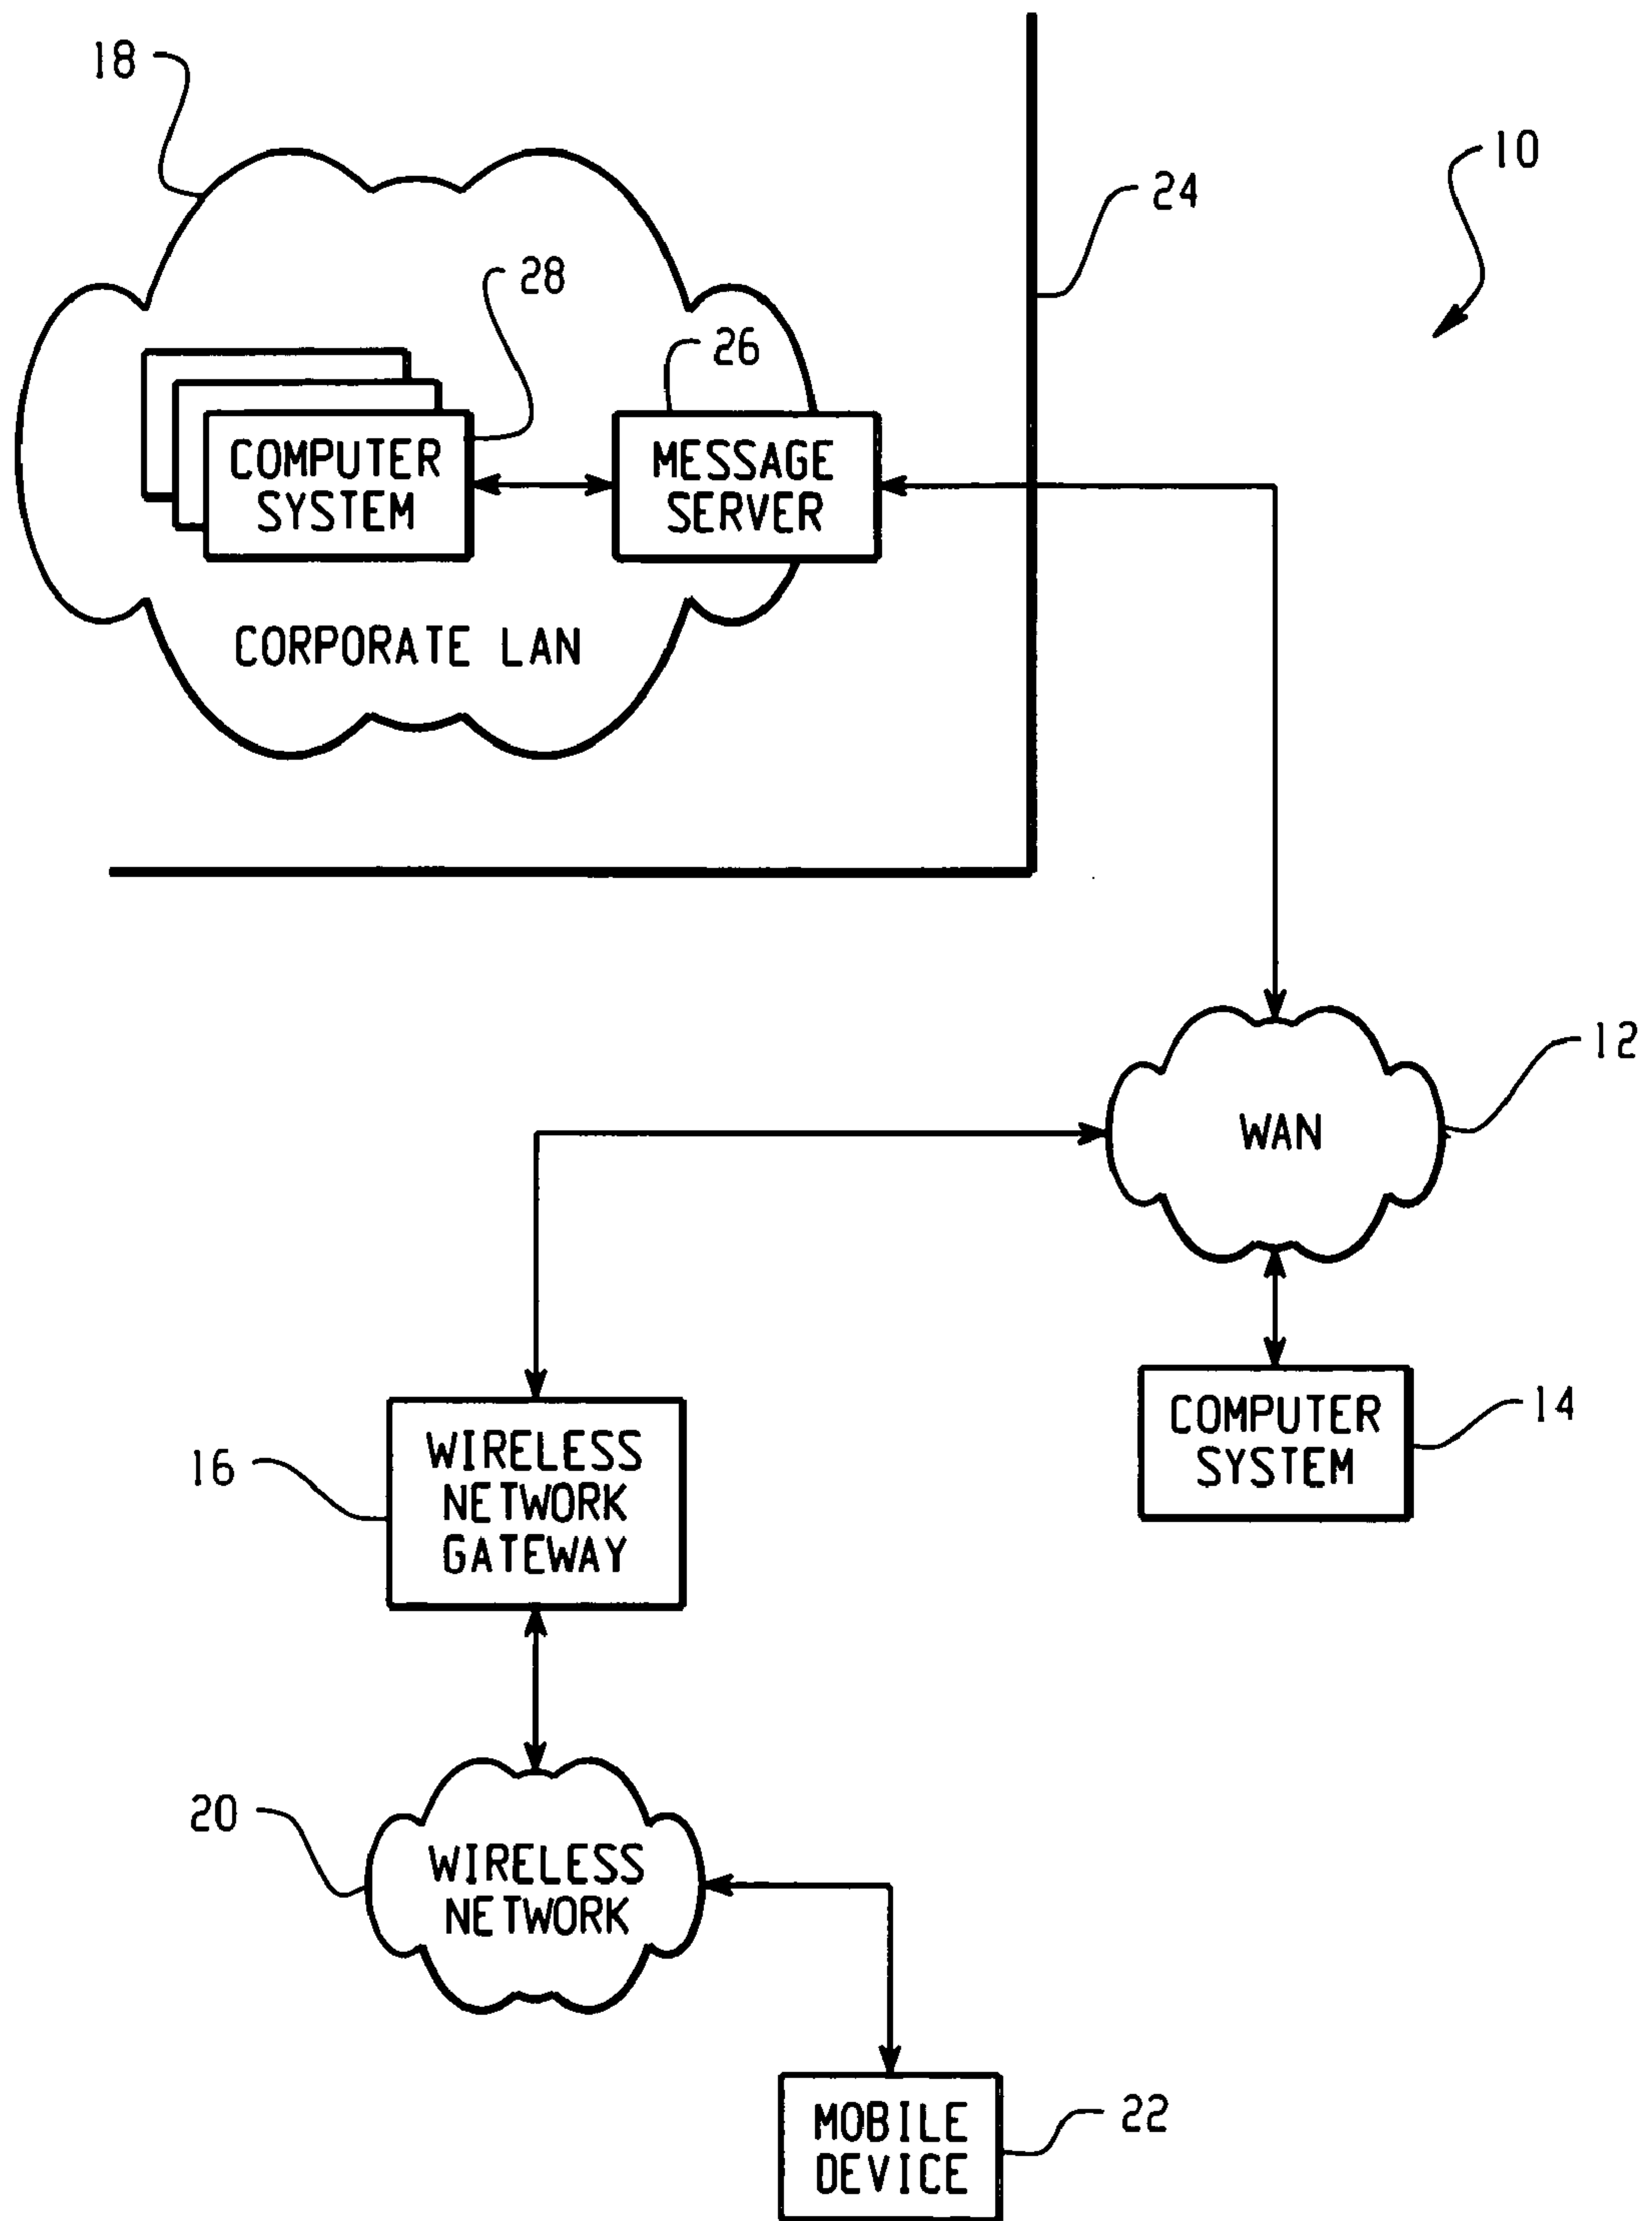 18
10
24
28
26
COMPUTER
SYSTEM
MESSAGE
SERVER
CORPORATE LAN
12
WAN
COMPUTER
SYSTEM
14
16
WIRELESS
NETWORK
GATEWAY
20
WIRELESS
NETWORK
22
MOBILE
DEVICE